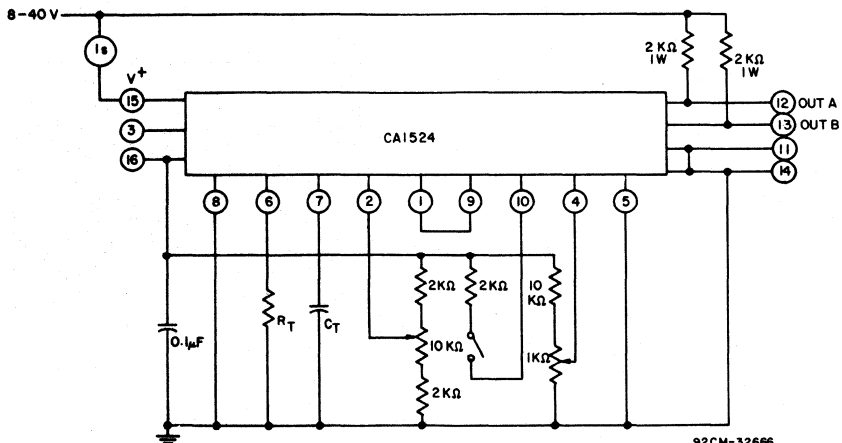 8-40 V
Is
V+
2 KΩ
1W
2 KΩ
1W
15
12 OUT A
3
CA1524
13 OUT B
16
11
14
8
6
7
2
1
9
10
4
5
2KΩ
2KΩ
10
KΩ
0.1μF
RT
CT
10 KΩ
1KΩ
2KΩ
92CM-32666